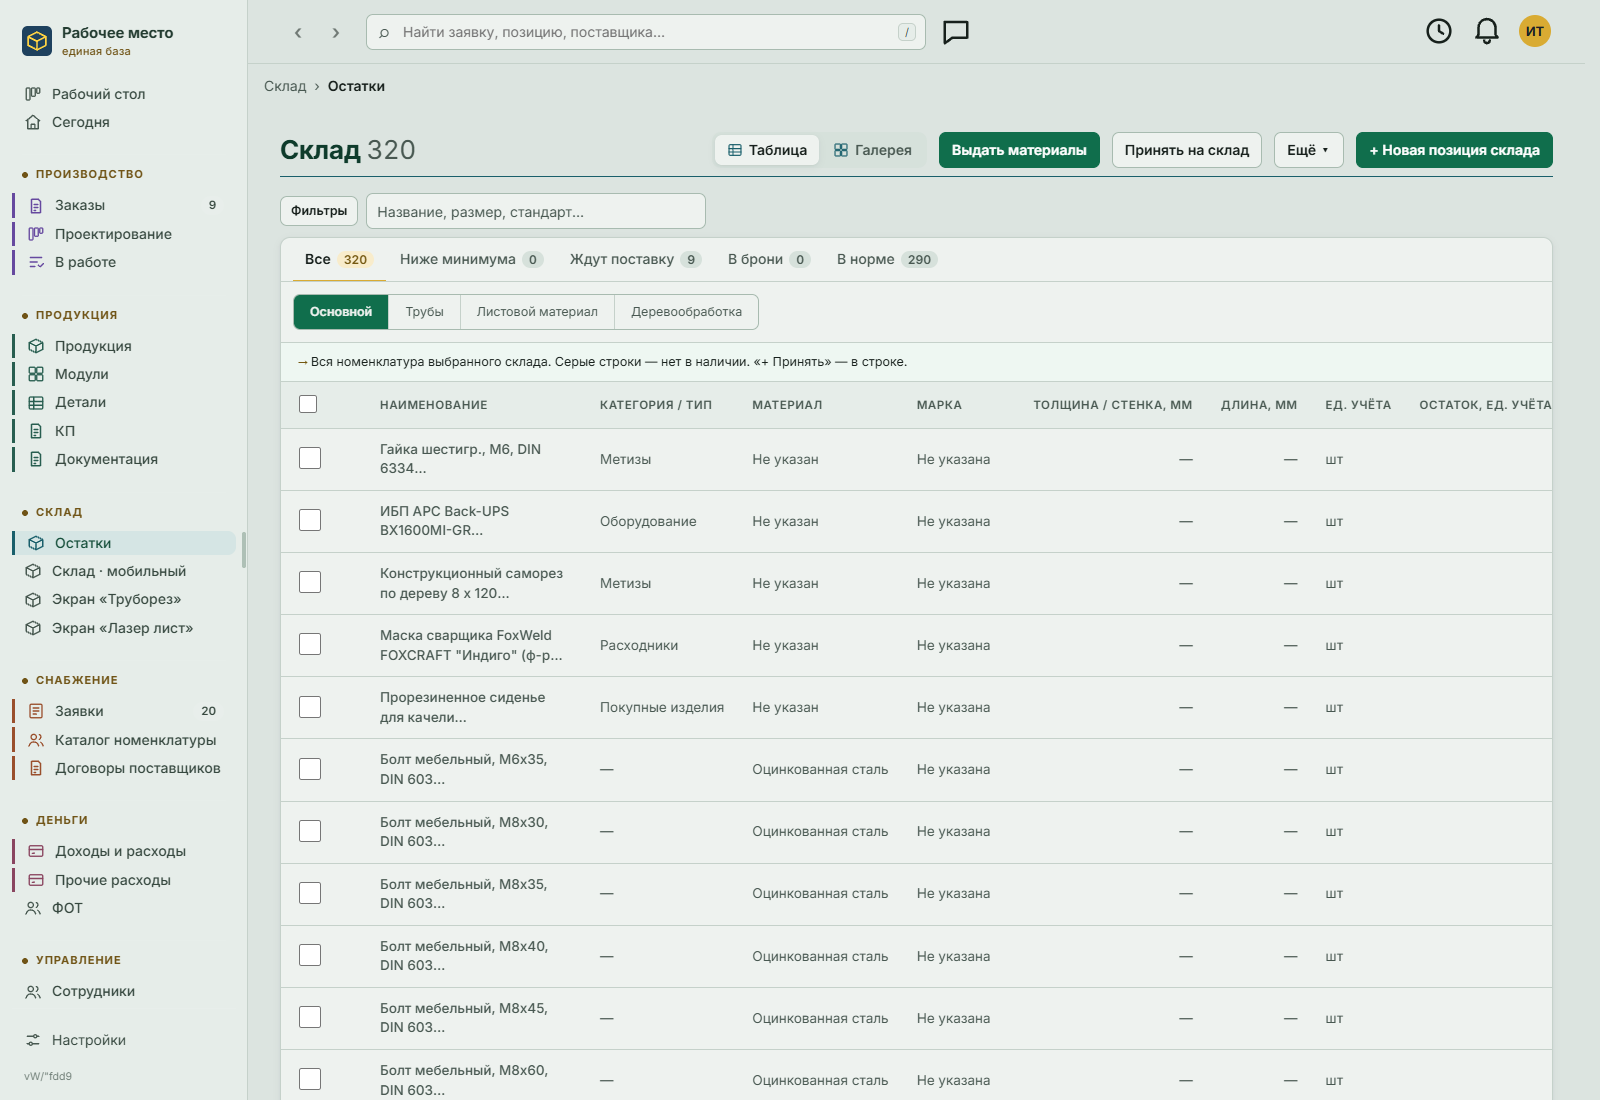 Рабочее место
единая база
Рабочий стол
Сегодня
ПРОИЗВОДСТВО
Заказы 9
Проектирование
В работе
ПРОДУКЦИЯ
Продукция
Модули
Детали
КП
Документация
СКЛАД
Остатки
Склад · мобильный
Экран «Труборез»
Экран «Лазер лист»
СНАБЖЕНИЕ
Заявки 20
Каталог номенклатуры
Договоры поставщиков
ДЕНЬГИ
Доходы и расходы
Прочие расходы
ФОТ
УПРАВЛЕНИЕ
Сотрудники
Настройки
vW/"fdd9
‹ › Найти заявку, позицию, поставщика... / ИТ
Склад › Остатки
Склад 320
Таблица Галерея Выдать материалы Принять на склад Ещё ▾ + Новая позиция склада
Фильтры Название, размер, стандарт...
Все 320 Ниже минимума 0 Ждут поставку 9 В брони 0 В норме 290
Основной Трубы Листовой материал Деревообработка
→ Вся номенклатура выбранного склада. Серые строки — нет в наличии. «+ Принять» — в строке.
НАИМЕНОВАНИЕ КАТЕГОРИЯ / ТИП МАТЕРИАЛ МАРКА ТОЛЩИНА / СТЕНКА, ММ ДЛИНА, ММ ЕД. УЧЁТА ОСТАТОК, ЕД. УЧЁТА
Гайка шестигр., М6, DIN
6334... Метизы Не указан Не указана — — шт
ИБП APC Back-UPS
BX1600MI-GR... Оборудование Не указан Не указана — — шт
Конструкционный саморез
по дереву 8 х 120... Метизы Не указан Не указана — — шт
Маска сварщика FoxWeld
FOXCRAFT "Индиго" (ф-р... Расходники Не указан Не указана — — шт
Прорезиненное сиденье
для качели... Покупные изделия Не указан Не указана — — шт
Болт мебельный, М6х35,
DIN 603... — Оцинкованная сталь Не указана — — шт
Болт мебельный, М8х30,
DIN 603... — Оцинкованная сталь Не указана — — шт
Болт мебельный, М8х35,
DIN 603... — Оцинкованная сталь Не указана — — шт
Болт мебельный, М8х40,
DIN 603... — Оцинкованная сталь Не указана — — шт
Болт мебельный, М8х45,
DIN 603... — Оцинкованная сталь Не указана — — шт
Болт мебельный, М8х60,
DIN 603... — Оцинкованная сталь Не указана — — шт